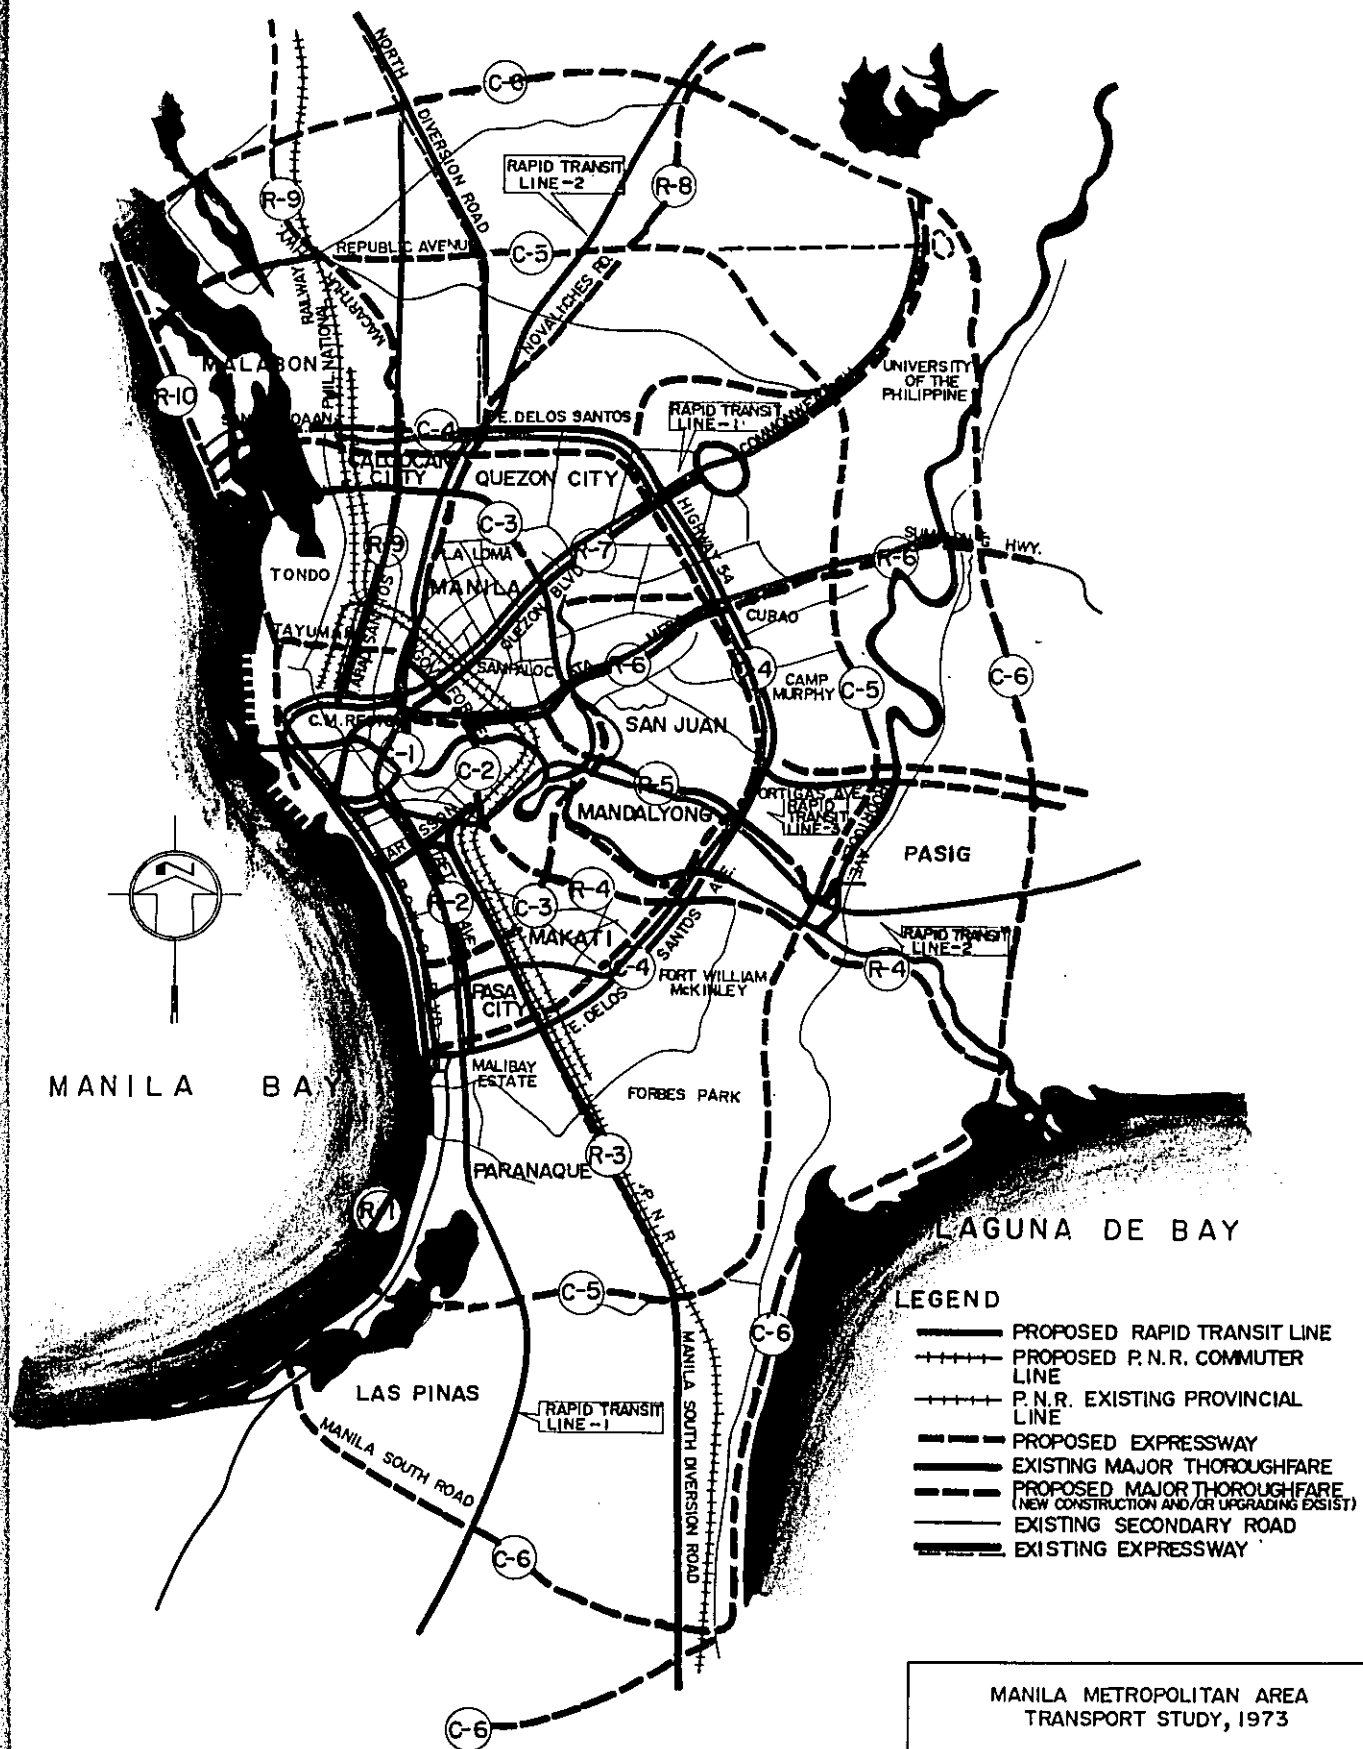 C-6
NORTH
DIVERSION ROAD
RAPID TRANSIT
LINE-2
R-8
R-9
REPUBLIC AVENUE
C-5
MACARTHUR HWY.
PHIL. NATIONAL
RAILWAY
NOVALICHES RD.
MALABON
R-10
UNIVERSITY
OF THE
PHILIPPINE
C-4
E. DELOS SANTOS
RAPID TRANSIT
LINE-1
CALOOCAN
CITY
QUEZON CITY
C-3
HIGHWAY 54
R-9
LA LOMA
R-7
R-6
HWY.
TONDO
MANILA
QUEZON BLVD
CUBAO
SAMPALOC
R-6
C-4
CAMP
MURPHY
C-5
C-6
SAN JUAN
C-1
C-2
R-5
MANDALYONG
ORTIGAS AVE.
RAPID
TRANSIT
LINE-3
PASIG
N
R-2
AVE
C-3
R-4
MAKATI
RAPID TRANSIT
LINE-2
R-4
C-4
E. DELOS SANTOS AVE.
FORT WILLIAM
McKINLEY
PASA
CITY
MALIBAY
ESTATE
FORBES PARK
MANILA BAY
R-3
PARANAQUE
P.N.R.
R-1
LAGUNA DE BAY
C-5
C-6
LAS PINAS
RAPID TRANSIT
LINE-1
MANILA SOUTH ROAD
MANILA SOUTH DIVERSION ROAD
C-6
C-6
LEGEND
PROPOSED RAPID TRANSIT LINE
PROPOSED P.N.R. COMMUTER
LINE
P.N.R. EXISTING PROVINCIAL
LINE
PROPOSED EXPRESSWAY
EXISTING MAJOR THOROUGHFARE
PROPOSED MAJOR THOROUGHFARE
(NEW CONSTRUCTION AND/OR UPGRADING EXSIST)
EXISTING SECONDARY ROAD
EXISTING EXPRESSWAY
MANILA METROPOLITAN AREA
TRANSPORT STUDY, 1973